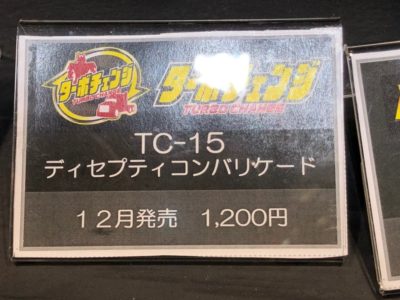 ターボチェンジ
TURBO CHANGE
ターボチェンジ
TURBO CHANGE
TC-15
ディセプティコンバリケード
12月発売 1,200円